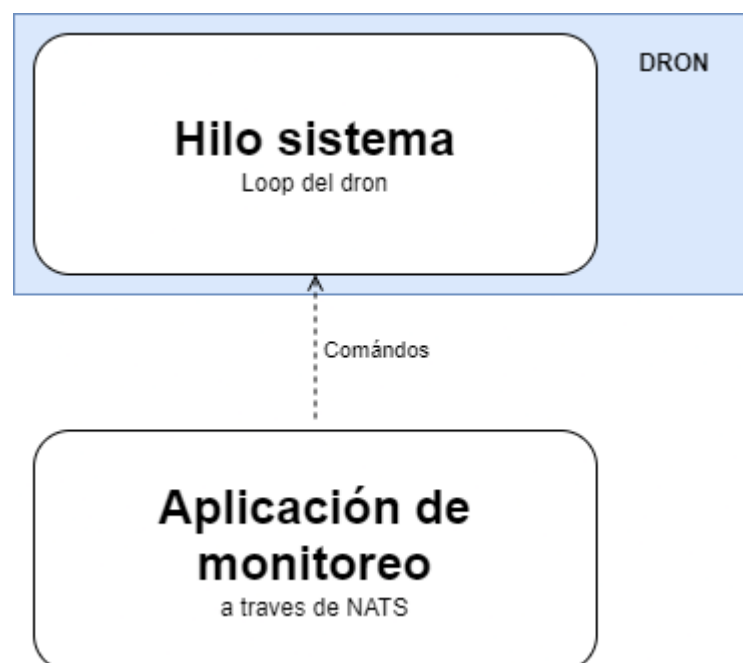 DRON
Hilo sistema
Loop del dron
Comándos
Aplicación de
monitoreo
a traves de NATS